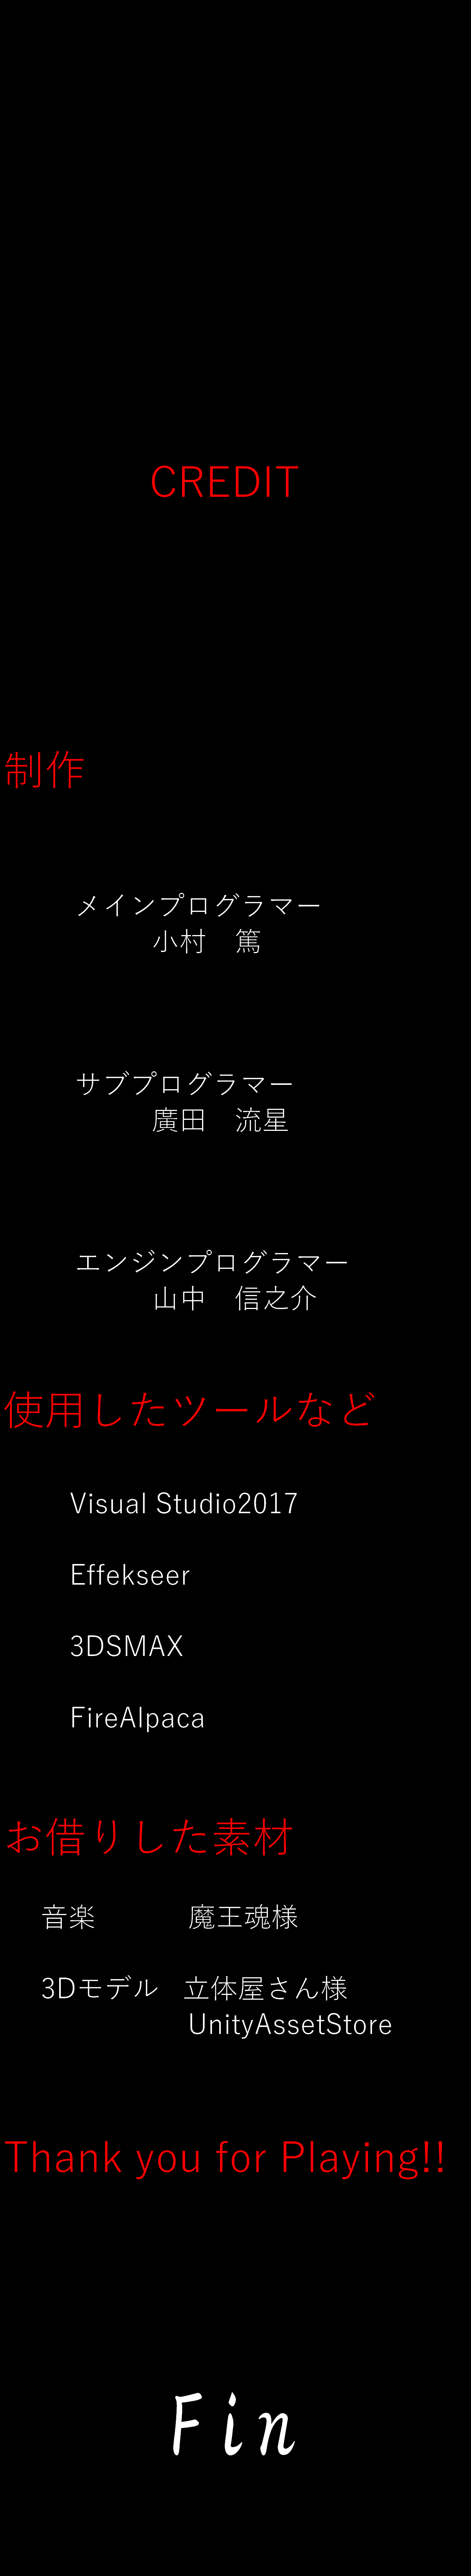 CREDIT
制作
メインプログラマー
小村　篤
サブプログラマー
廣田　流星
エンジンプログラマー
山中　信之介
使用したツールなど
Visual Studio2017
Effekseer
3DSMAX
FireAlpaca
お借りした素材
音楽　魔王魂様
3Dモデル　立体屋さん様
UnityAssetStore
Thank you for Playing!!
Fin